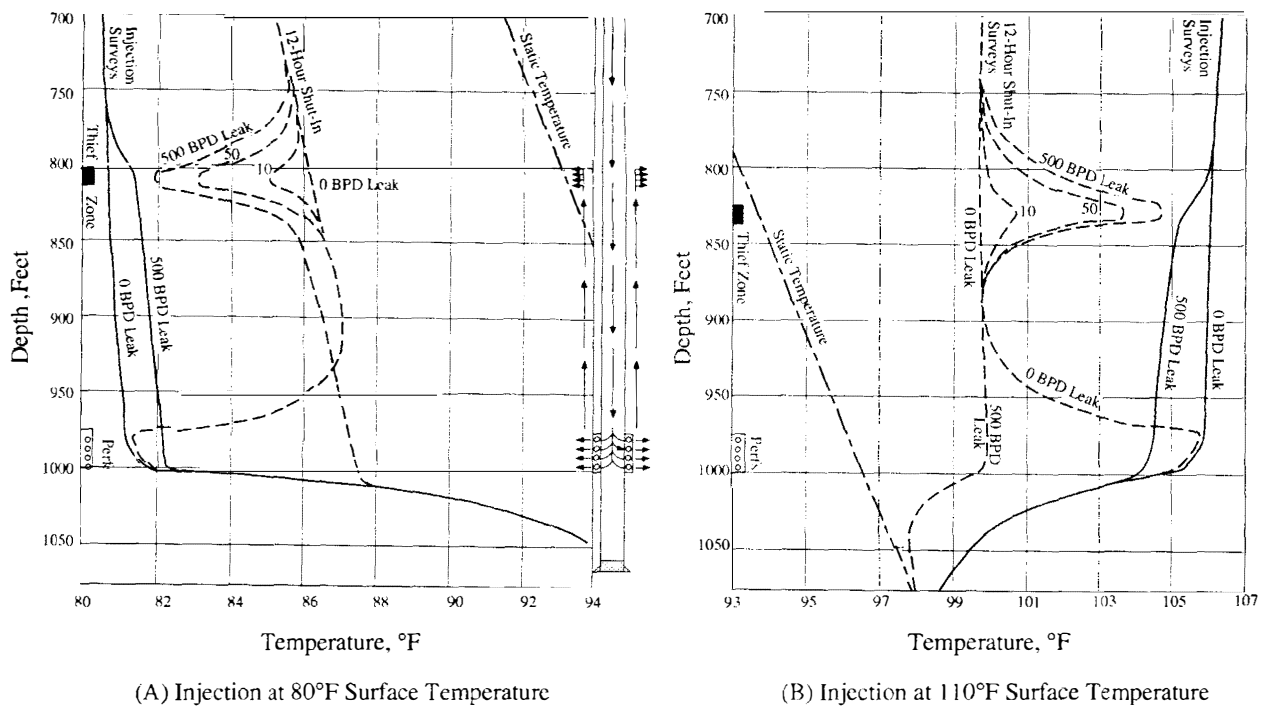 700
750
800
850
900
950
1000
1050
Depth ,Feet
Injection
Surveys
12-Hour Shut-In
Static Temperature
Thief
Zone
500 BPD Leak
50
10
0 BPD Leak
0 BPD Leak
500 BPD Leak
Perfs
80
82
84
86
88
90
92
94
Temperature, °F
(A) Injection at 80°F Surface Temperature
700
750
800
850
900
950
1000
1050
Depth, Feet
12-Hour Shut-In
Surveys
Injection
Surveys
500 BPD Leak
50
10
0 BPD Leak
Thief Zone
Static Temperature
500 BPD Leak
0 BPD Leak
0 BPD Leak
500 BPD
Leak
Perfs
93
95
97
99
101
103
105
107
Temperature, °F
(B) Injection at 110°F Surface Temperature